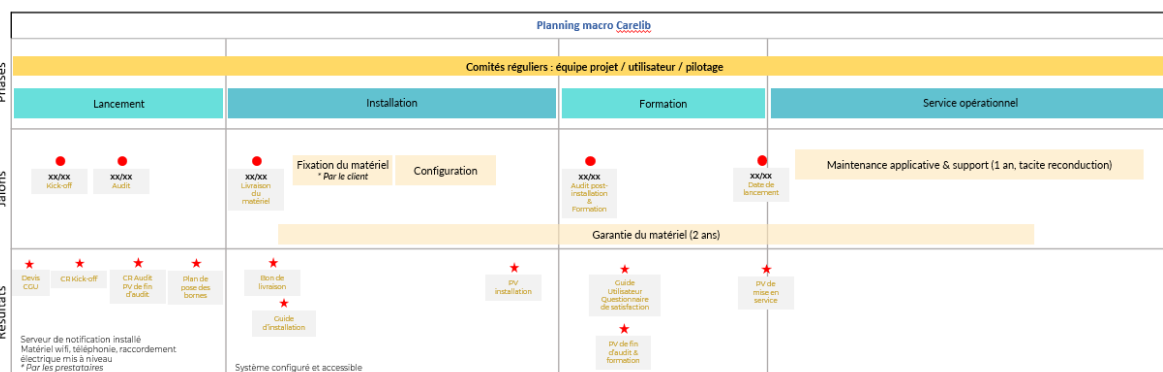 Planning macro Carelib
Phases
Comités réguliers : équipe projet / utilisateur / pilotage
Lancement
Installation
Formation
Service opérationnel
Jalons
xx/xx
Kick-off
xx/xx
Audit
xx/xx
Livraison
du
matériel
Fixation du matériel
* Par le client
Configuration
xx/xx
Audit post-
installation
&
Formation
xx/xx
Date de
lancement
Maintenance applicative & support (1 an, tacite reconduction)
Garantie du matériel (2 ans)
Résultats
Devis
CGU
CR Kick-off
CR Audit
PV de fin
d'audit
Plan de
pose des
bornes
Bon de
livraison
Guide
d'installation
PV
installation
Guide
Utilisateur
Questionnaire
de satisfaction
PV de fin
d'audit &
formation
PV de
mise en
service
Serveur de notification installé
Matériel wifi, téléphonie, raccordement
électrique mis à niveau
* Par les prestataires
Système configuré et accessible